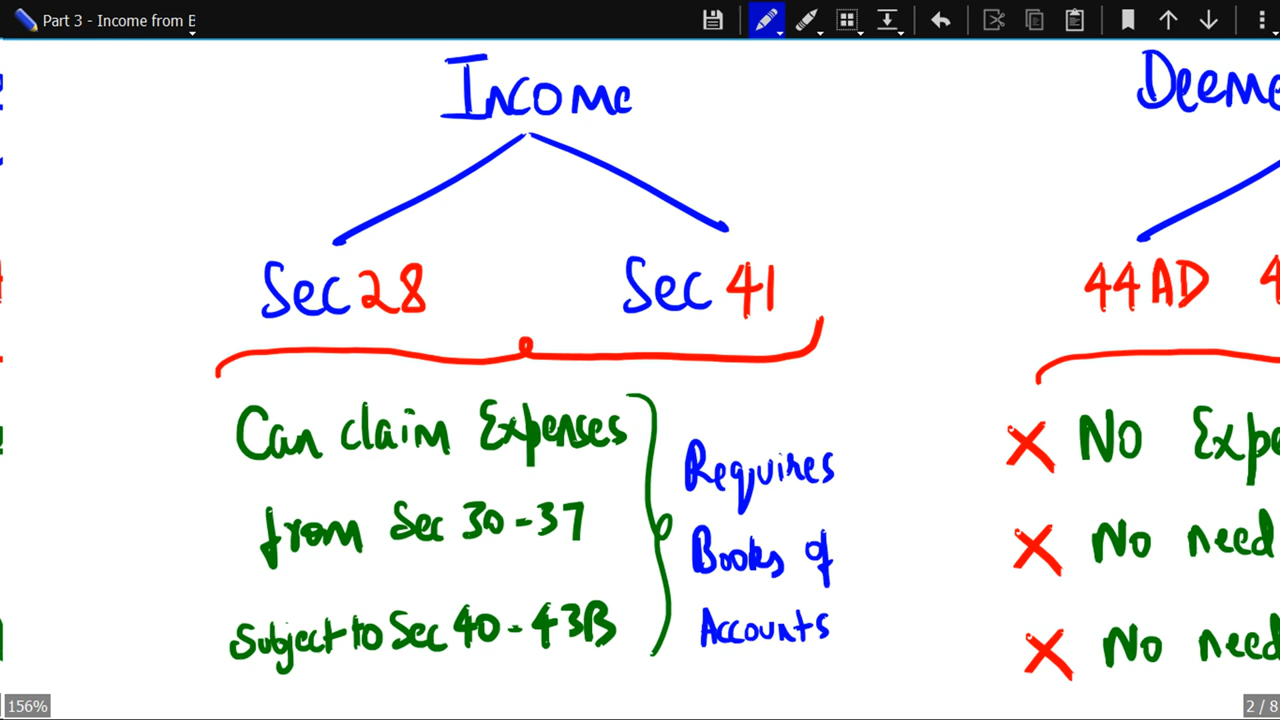 Part 3 - Income from E
Income
Sec 28
Sec 41
Can claim Expenses
from Sec 30-37
subject to Sec 40-43B
Requires
Books of
Accounts
Deeme
44AD 4
No Expe
No need
No need
156%
2 / 8